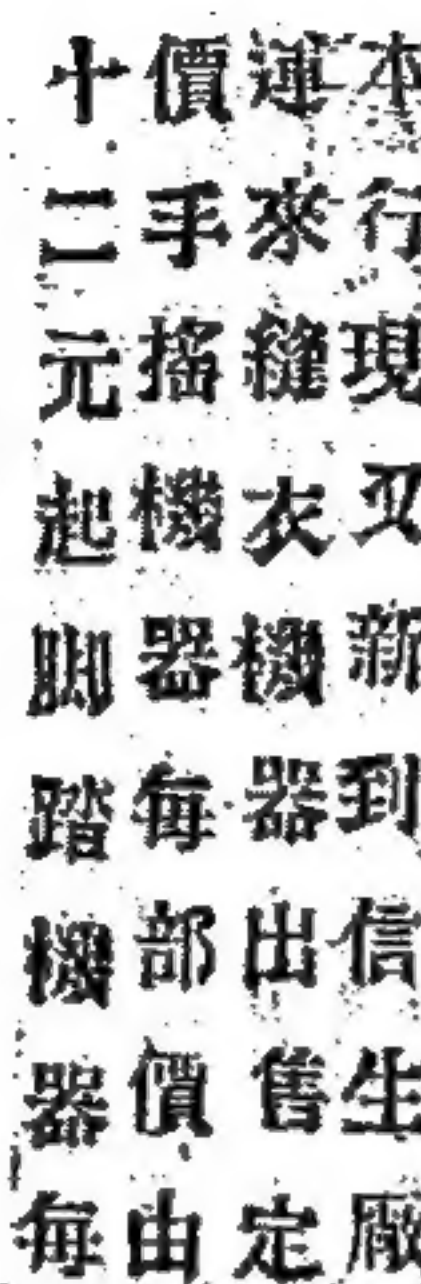 本行現又新到信生廠
運來縫衣機器出售定
價手搖機器每部價由
十二元起脚踏機器每